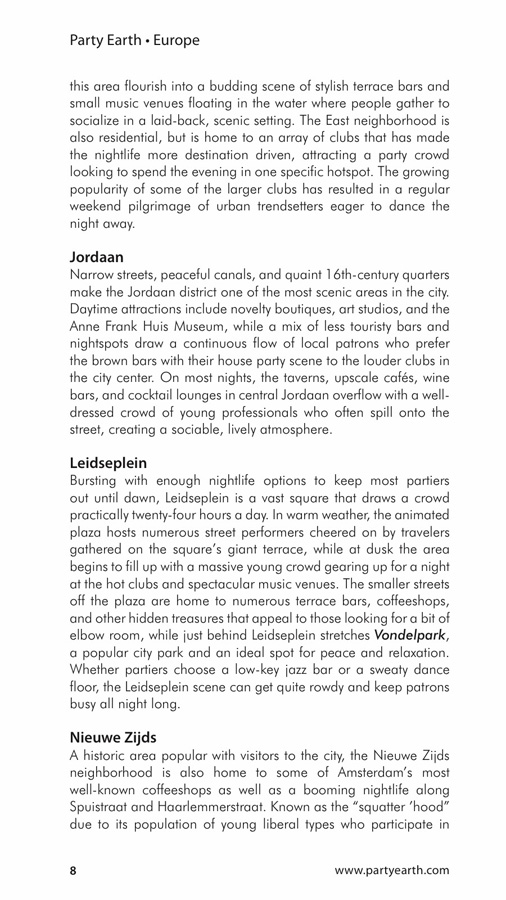 Party Earth • Europe
this area flourish into a budding scene of stylish terrace bars and
small music venues floating in the water where people gather to
socialize in a laid-back, scenic setting. The East neighborhood is
also residential, but is home to an array of clubs that has made
the nightlife more destination driven, attracting a party crowd
looking to spend the evening in one specific hotspot. The growing
popularity of some of the larger clubs has resulted in a regular
weekend pilgrimage of urban trendsetters eager to dance the
night away.
Jordaan
Narrow streets, peaceful canals, and quaint 16th-century quarters
make the Jordaan district one of the most scenic areas in the city.
Daytime attractions include novelty boutiques, art studios, and the
Anne Frank Huis Museum, while a mix of less touristy bars and
nightspots draw a continuous flow of local patrons who prefer
the brown bars with their house party scene to the louder clubs in
the city center. On most nights, the taverns, upscale cafés, wine
bars, and cocktail lounges in central Jordaan overflow with a well-
dressed crowd of young professionals who often spill onto the
street, creating a sociable, lively atmosphere.
Leidseplein
Bursting with enough nightlife options to keep most partiers
out until dawn, Leidseplein is a vast square that draws a crowd
practically twenty-four hours a day. In warm weather, the animated
plaza hosts numerous street performers cheered on by travelers
gathered on the square's giant terrace, while at dusk the area
begins to fill up with a massive young crowd gearing up for a night
at the hot clubs and spectacular music venues. The smaller streets
off the plaza are home to numerous terrace bars, coffeeshops,
and other hidden treasures that appeal to those looking for a bit of
elbow room, while just behind Leidseplein stretches Vondelpark,
a popular city park and an ideal spot for peace and relaxation.
Whether partiers choose a low-key jazz bar or a sweaty dance
floor, the Leidseplein scene can get quite rowdy and keep patrons
busy all night long.
Nieuwe Zijds
A historic area popular with visitors to the city, the Nieuwe Zijds
neighborhood is also home to some of Amsterdam's most
well-known coffeeshops as well as a booming nightlife along
Spuistraat and Haarlemmerstraat. Known as the “squatter ’hood”
due to its population of young liberal types who participate in
8
www.partyearth.com